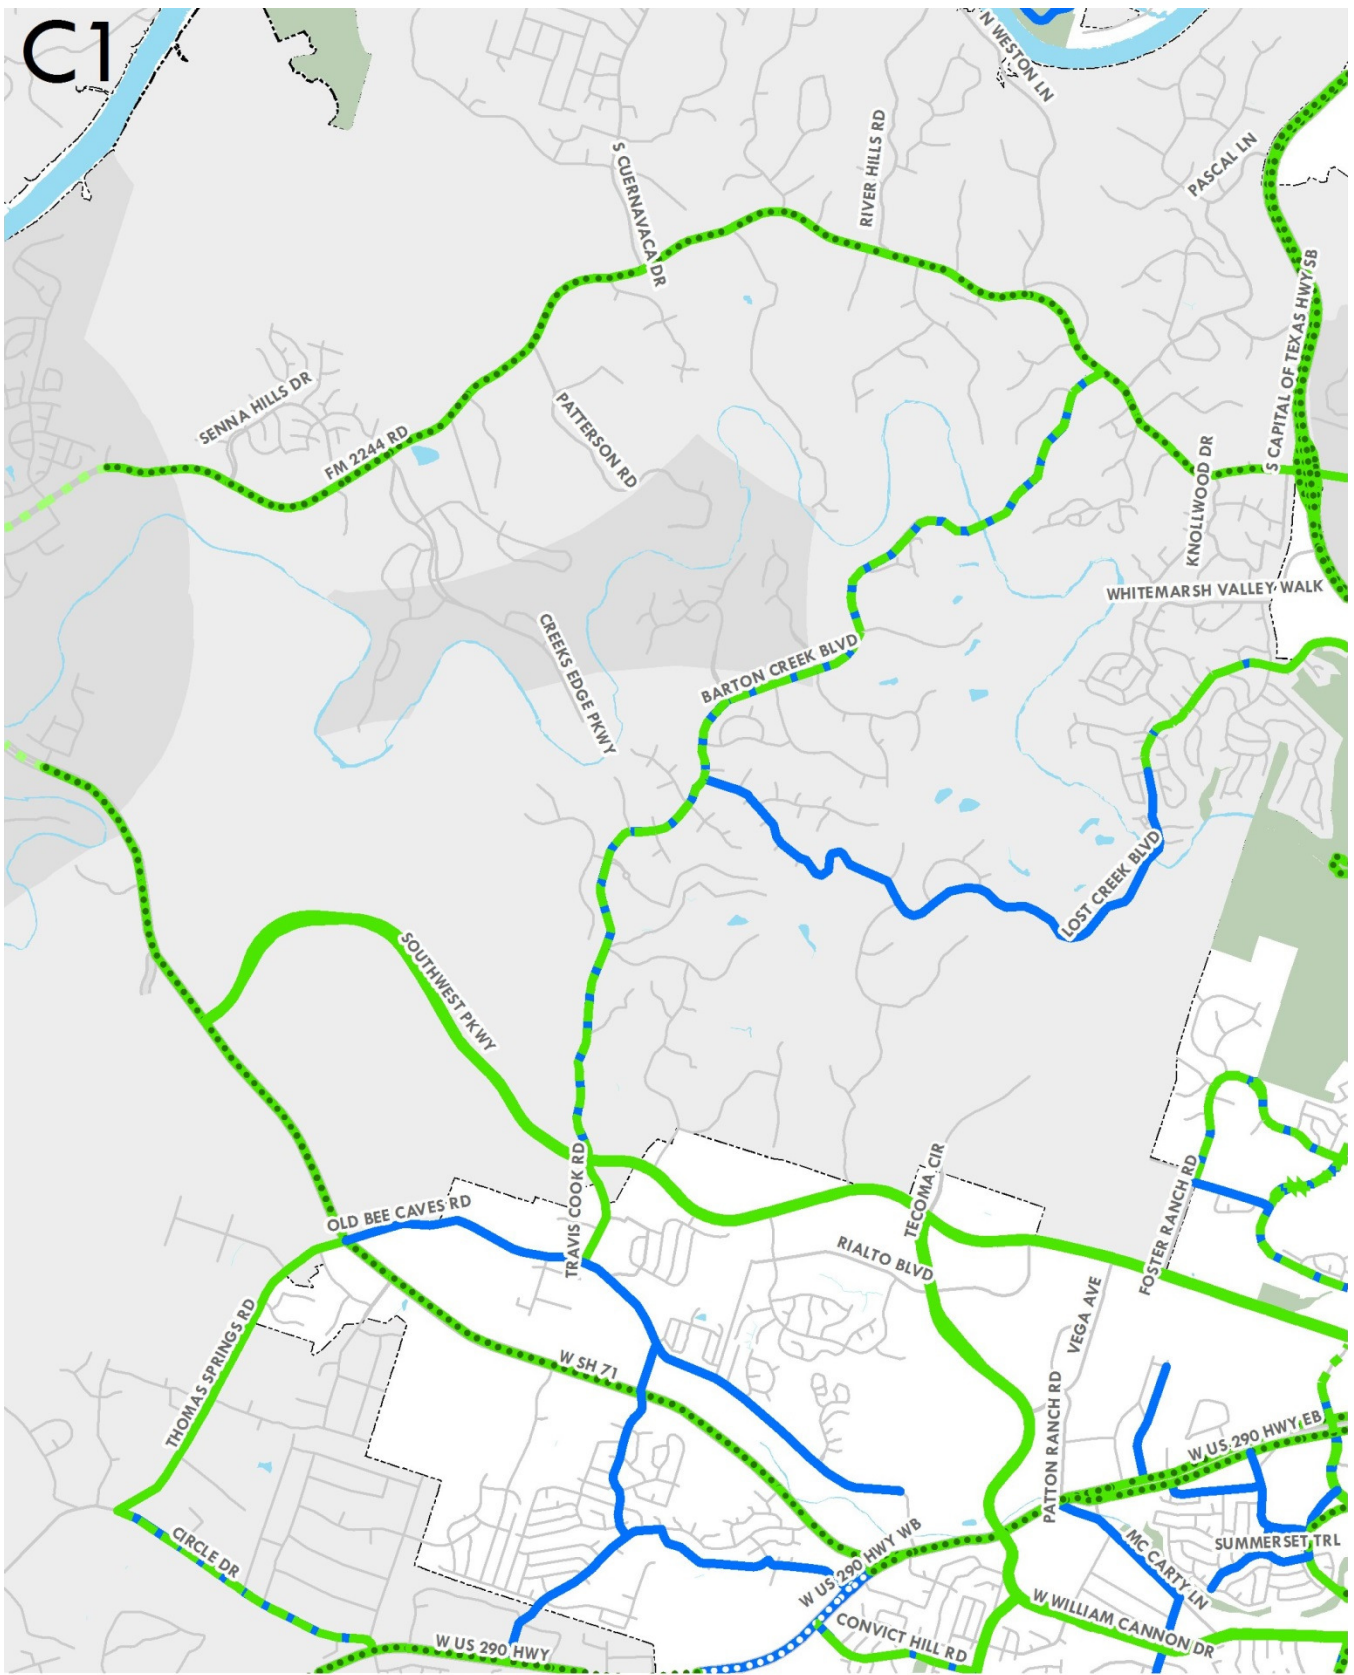 C1
N WESTON LN
S CUERNAVACA DR
RIVER HILLS RD
PASCAL LN
S CAPITAL OF TEXAS HWY SB
SENNA HILLS DR
FM 2244 RD
PATTERSON RD
KNOLLWOOD DR
WHITEMARSH VALLEY WALK
CREEKS EDGE PKWY
BARTON CREEK BLVD
LOST CREEK BLVD
SOUTHWEST PKWY
OLD BEE CAVES RD
TRAVIS COOK RD
TECOMA CIR
RIALTO BLVD
FOSTER RANCH RD
VEGA AVE
THOMAS SPRINGS RD
W SH 71
PATTON RANCH RD
W US 290 HWY EB
CIRCLE DR
W US 290 HWY WB
MC CARTY LN
SUMMERSET TRL
W US 290 HWY
CONVICT HILL RD
W WILLIAM CANNON DR